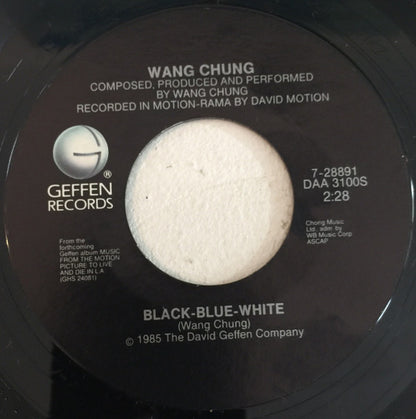 WANG CHUNG
COMPOSED, PRODUCED AND PERFORMED
BY WANG CHUNG
RECORDED IN MOTION-RAMA BY DAVID MOTION
®
GEFFEN
RECORDS
7-28891
DAA 3100S
2:28
From the
forthcoming
Geffen album MUSIC
FROM THE MOTION
PICTURE TO LIVE
AND DIE IN L.A.
(GHS 24081)
Chong Music
Ltd. adm. by
WB Music Corp.
ASCAP
BLACK-BLUE-WHITE
(Wang Chung)
© 1985 The David Geffen Company